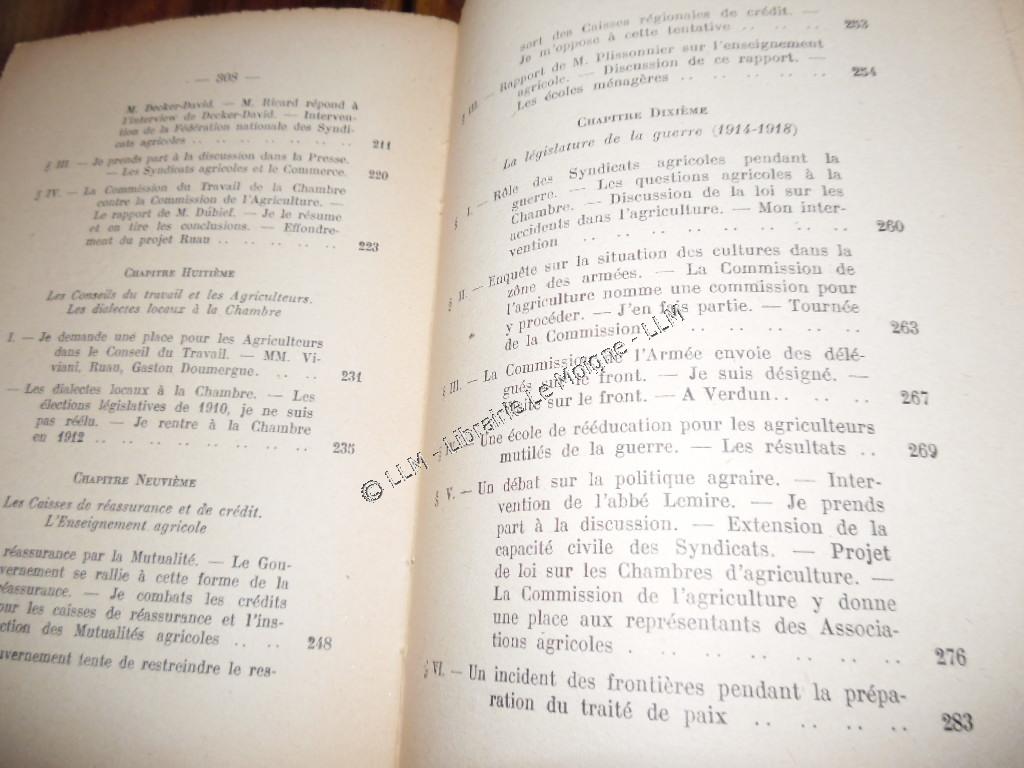 — 308 —
M. Decker-David. — M. Ricard répond à
l'interview de Decker-David. — Interven-
tion de la Fédération nationale des Syndi-
cats agricoles .. .. .. .. .. .. .. 211
§ III — Je prends part à la discussion dans la Presse.
— Les Syndicats agricoles et le Commerce. 220
§ IV. — La Commission du Travail de la Chambre
contre la Commission de l'Agriculture. —
Le rapport de M. Dubief. — Je le résume
et en tire les conclusions. — Effondre-
ment du projet Ruau .. .. .. .. .. 223
CHAPITRE HUITIÈME
Les Conseils du travail et les Agriculteurs.
Les dialectes locaux à la Chambre
I. — Je demande une place pour les Agriculteurs
dans le Conseil du Travail. — MM. Vi-
viani, Ruau, Gaston Doumergue. .. .. 231
— Les dialectes locaux à la Chambre. — Les
élections législatives de 1910, je ne suis
pas réélu. — Je rentre à la Chambre
en 1912 .. .. .. .. .. .. .. .. 235
CHAPITRE NEUVIÈME
Les Caisses de réassurance et de crédit.
L'Enseignement agricole
réassurance par la Mutualité. — Le Gou-
vernement se rallie à cette forme de la
réassurance. — Je combats les crédits
our les caisses de réassurance et l'ins-
ction des Mutualités agricoles .. .. .. 248
uvernement tente de restreindre le res-
sort des Caisses régionales de crédit. —
Je m'oppose à cette tentative .. .. .. 253
§ III — Rapport de M. Plissonnier sur l'enseignement
agricole. — Discussion de ce rapport. —
Les écoles ménagères .. .. .. .. .. 254
CHAPITRE DIXIÈME
La législature de la guerre (1914-1918)
§ I. — Rôle des Syndicats agricoles pendant la
guerre. — Les questions agricoles à la
Chambre. — Discussion de la loi sur les
accidents dans l'agriculture. — Mon inter-
vention .. .. .. .. .. .. .. .. 260
§ II. — Enquête sur la situation des cultures dans la
zône des armées. — La Commission de
l'agriculture nomme une commission pour
y procéder. — J'en fais partie. — Tournée
de la Commission .. .. .. .. .. .. 263
§ III. — La Commission de l'Armée envoie des délé-
gués sur le front. — Je suis désigné. —
sur le front. — A Verdun.. .. .. 267
Une école de rééducation pour les agriculteurs
mutilés de la guerre. — Les résultats .. 269
§ V. — Un débat sur la politique agraire. — Inter-
vention de l'abbé Lemire. — Je prends
part à la discussion. — Extension de la
capacité civile des Syndicats. — Projet
de loi sur les Chambres d'agriculture. —
La Commission de l'agriculture y donne
une place aux représentants des Associa-
tions agricoles . .. .. .. .. .. .. 276
§ VI. — Un incident des frontières pendant la prépa-
ration du traité de paix .. .. .. .. 283
© LLM - Librairie Le Moigne - LLM